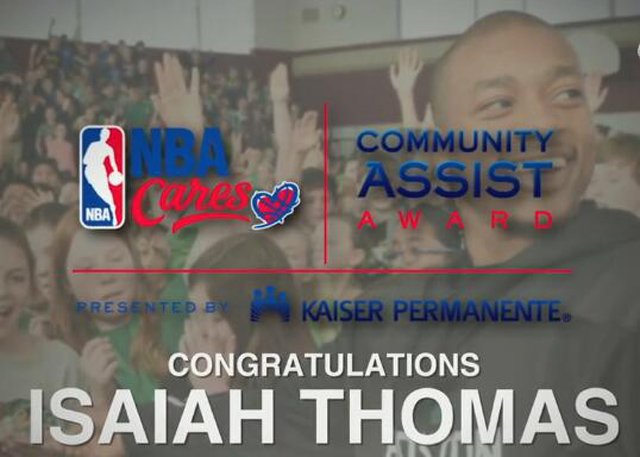 NBA
NBA
Cares
COMMUNITY
ASSIST
AWARD
PRESENTED BY KAISER PERMANENTE®
CONGRATULATIONS
ISAIAH THOMAS